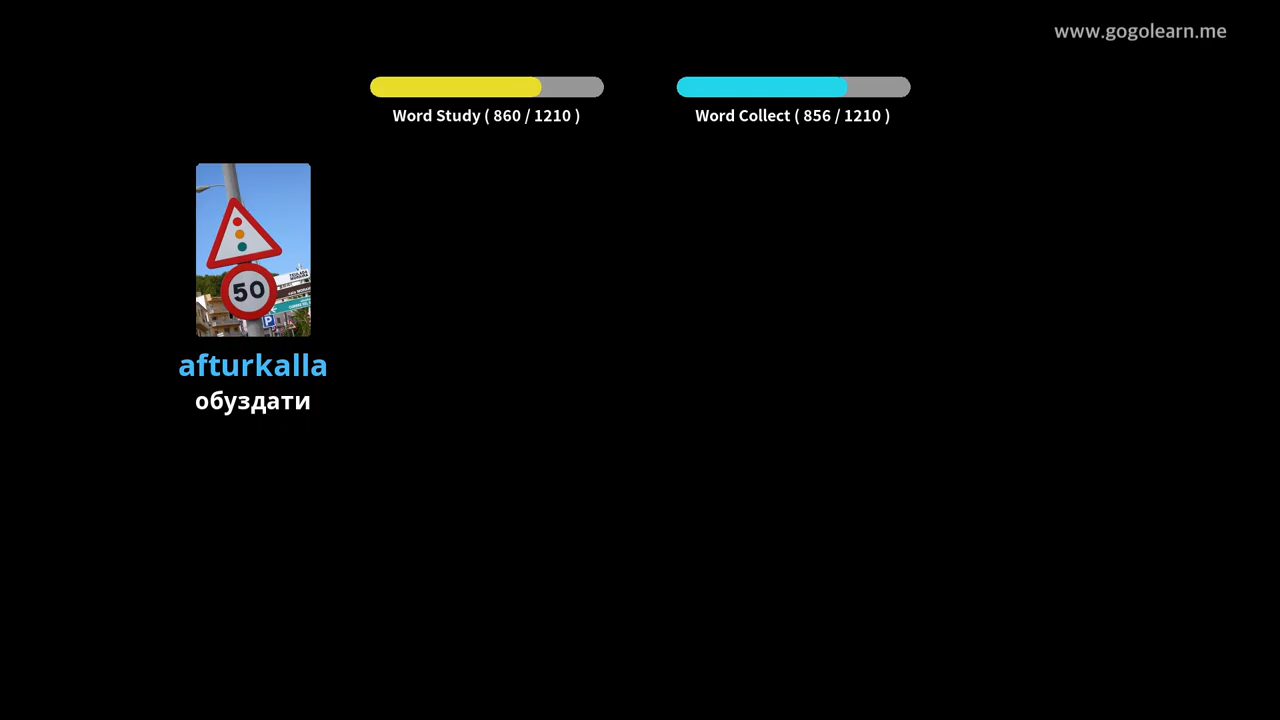 www.gogolearn.me
Word Study ( 860 / 1210 )
Word Collect ( 856 / 1210 )
50
P
afturkalla
обуздати